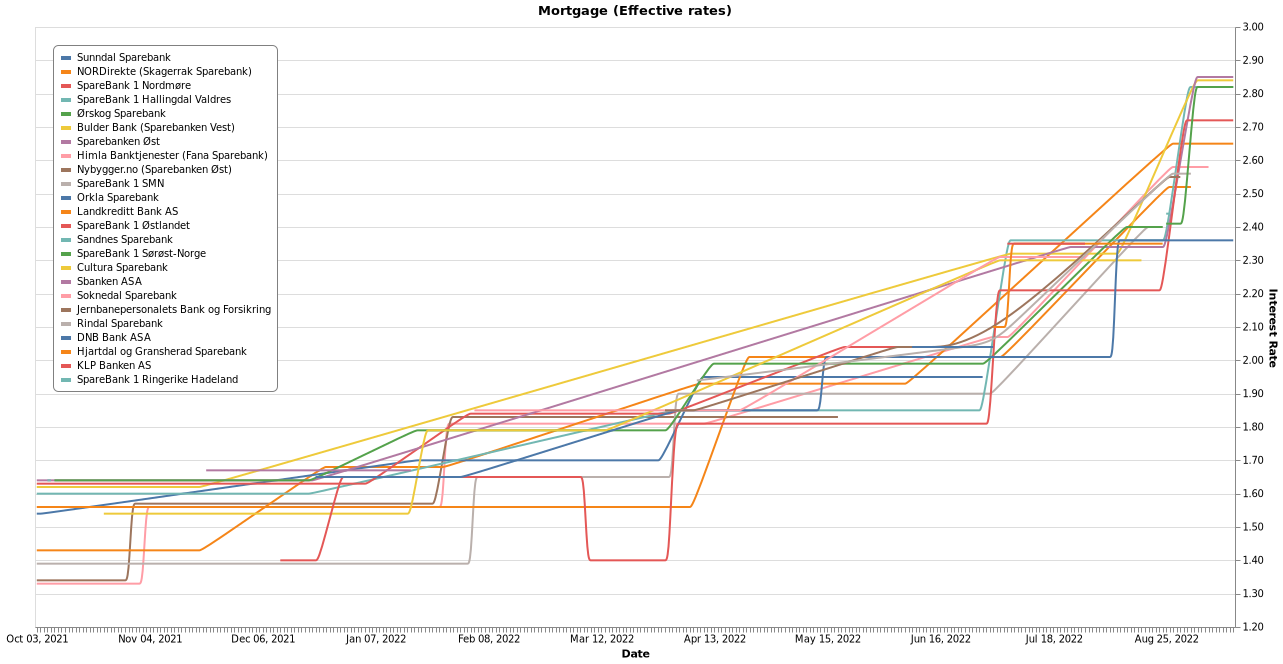 Mortgage (Effective rates)
Sunndal Sparebank
NORDirekte (Skagerrak Sparebank)
SpareBank 1 Nordmøre
SpareBank 1 Hallingdal Valdres
Ørskog Sparebank
Bulder Bank (Sparebanken Vest)
Sparebanken Øst
Himla Banktjenester (Fana Sparebank)
Nybygger.no (Sparebanken Øst)
SpareBank 1 SMN
Orkla Sparebank
Landkreditt Bank AS
SpareBank 1 Østlandet
Sandnes Sparebank
SpareBank 1 Sørøst-Norge
Cultura Sparebank
Sbanken ASA
Soknedal Sparebank
Jernbanepersonalets Bank og Forsikring
Rindal Sparebank
DNB Bank ASA
Hjartdal og Gransherad Sparebank
KLP Banken AS
SpareBank 1 Ringerike Hadeland
3.00
2.90
2.80
2.70
2.60
2.50
2.40
2.30
2.20
2.10
2.00
1.90
1.80
1.70
1.60
1.50
1.40
1.30
1.20
Interest Rate
Oct 03, 2021 Nov 04, 2021 Dec 06, 2021 Jan 07, 2022 Feb 08, 2022 Mar 12, 2022 Apr 13, 2022 May 15, 2022 Jun 16, 2022 Jul 18, 2022 Aug 25, 2022
Date